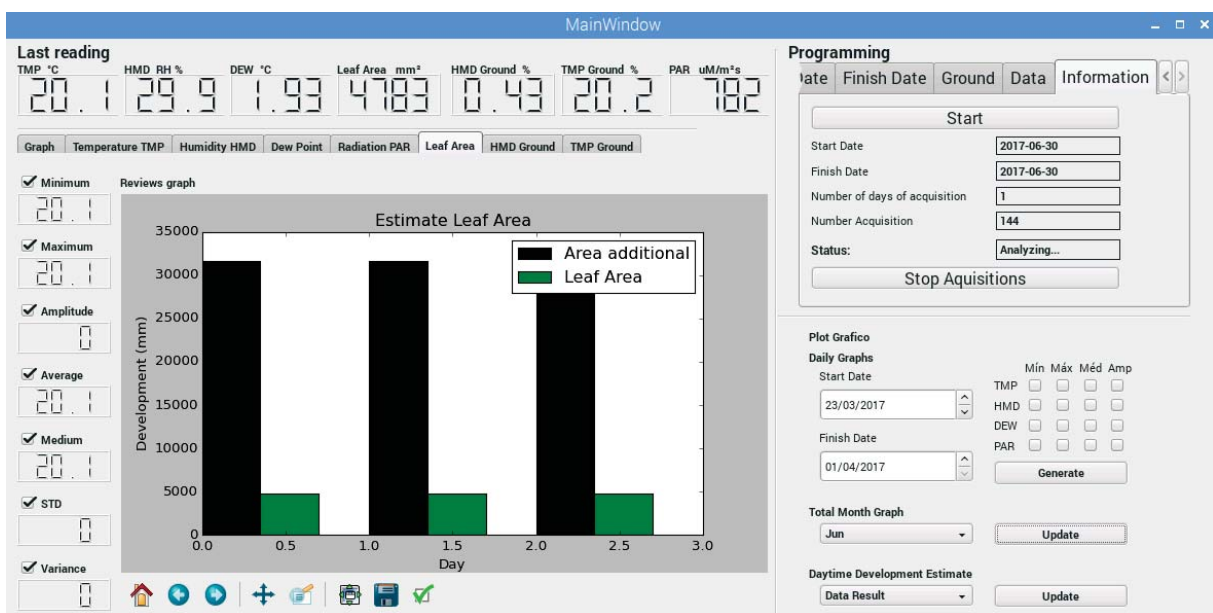 MainWindow
Last reading
TMP °C HMD RH % DEW °C Leaf Area mm² HMD Ground % TMP Ground % PAR uM/m²s
20.1 29.9 1.93 4783 0.43 20.2 782
Graph Temperature TMP Humidity HMD Dew Point Radiation PAR Leaf Area HMD Ground TMP Ground
Minimum
20.1
Maximum
20.1
Amplitude
0
Average
20.1
Medium
20.1
STD
0
Variance
0
Reviews graph
Estimate Leaf Area
Area additional
Leaf Area
Development (mm)
35000
30000
25000
20000
15000
10000
5000
0
0.0 0.5 1.0 1.5 2.0 2.5 3.0
Day
Programming
ate Finish Date Ground Data Information < >
Start
Start Date 2017-06-30
Finish Date 2017-06-30
Number of days of acquisition 1
Number Acquisition 144
Status: Analyzing...
Stop Aquisitions
Plot Grafico
Daily Graphs
Start Date
23/03/2017
Finish Date
01/04/2017
Mín Máx Méd Amp
TMP
HMD
DEW
PAR
Generate
Total Month Graph
Jun Update
Daytime Development Estimate
Data Result Update